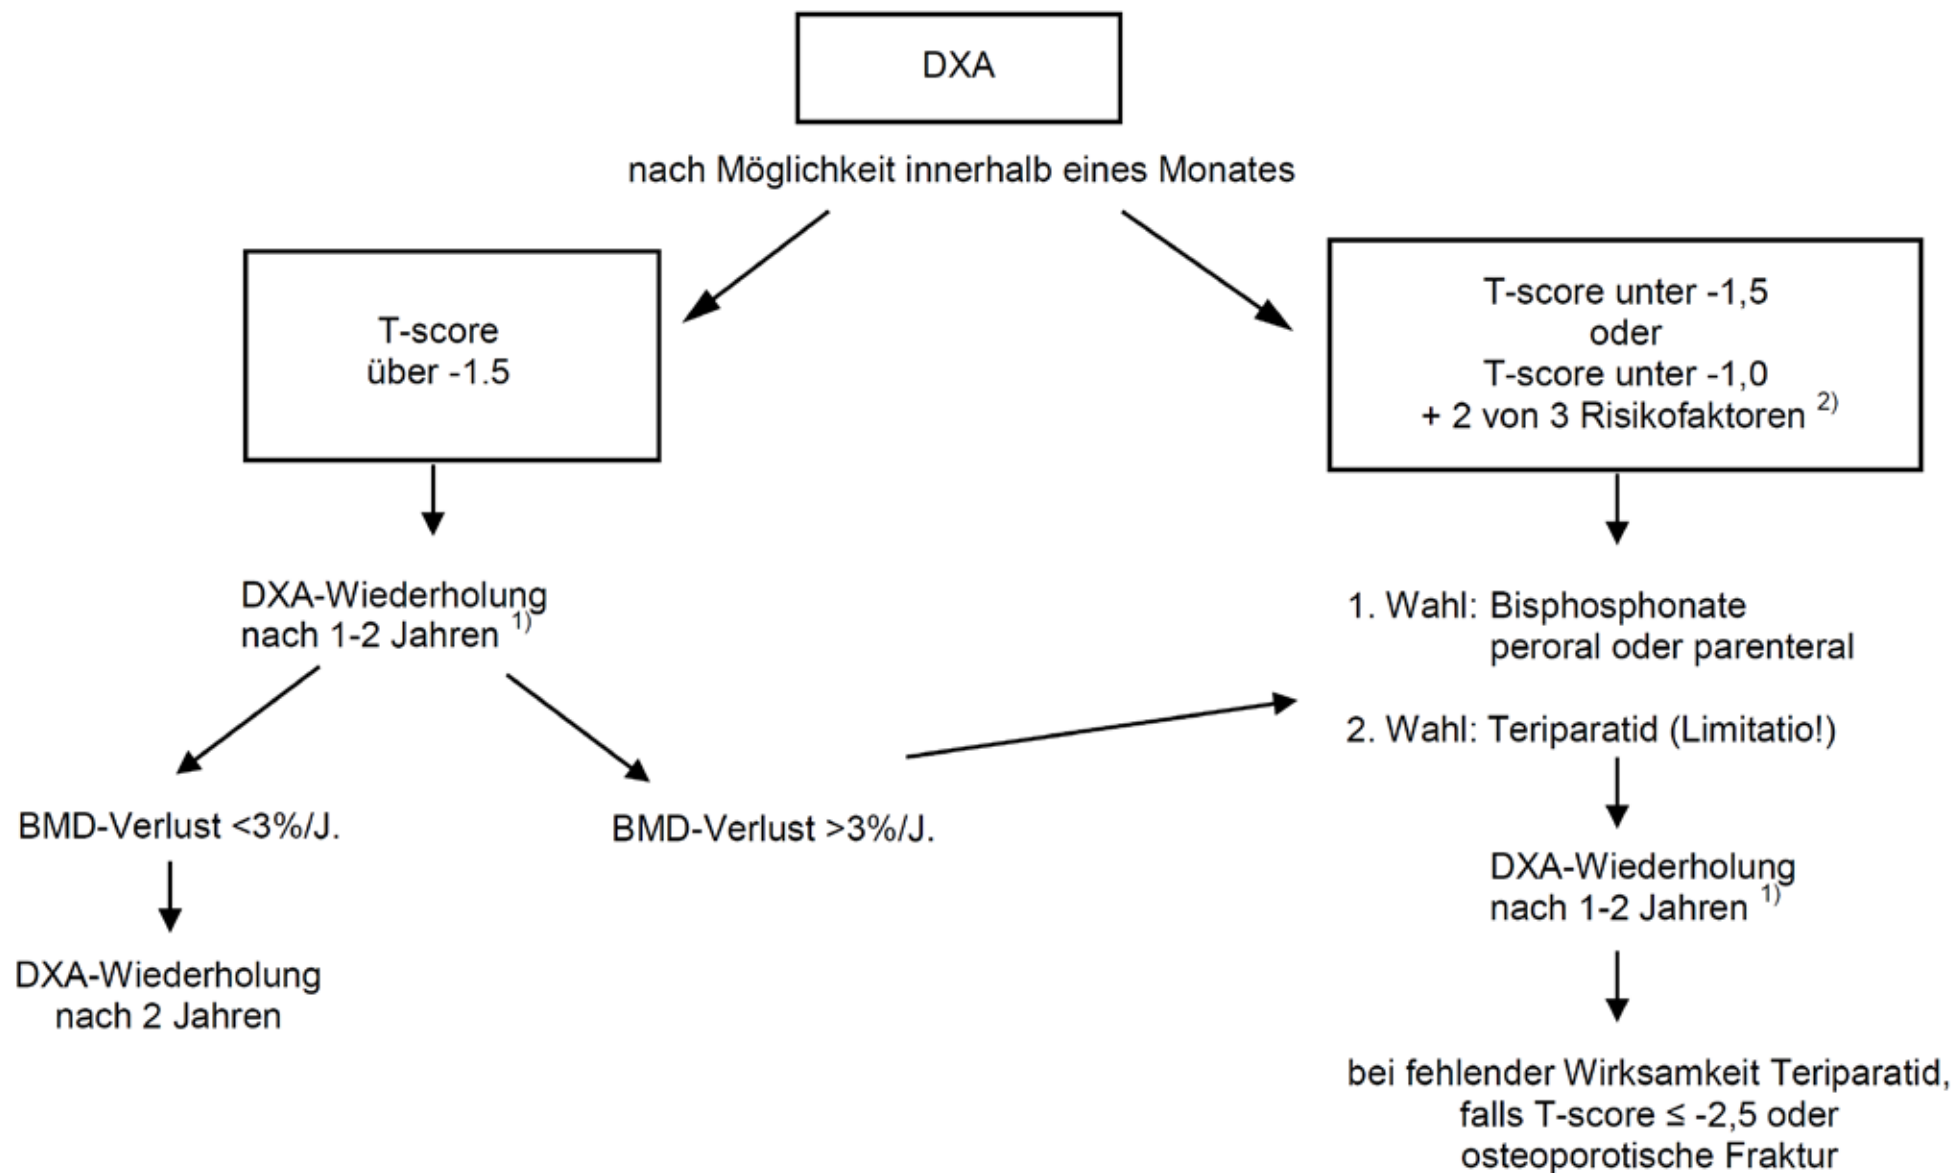 DXA
nach Möglichkeit innerhalb eines Monates
T-score
über -1.5
T-score unter -1,5
oder
T-score unter -1,0
+ 2 von 3 Risikofaktoren 2)
DXA-Wiederholung
nach 1-2 Jahren 1)
1. Wahl: Bisphosphonate
peroral oder parenteral
2. Wahl: Teriparatid (Limitatio!)
BMD-Verlust <3%/J.
BMD-Verlust >3%/J.
DXA-Wiederholung
nach 1-2 Jahren 1)
DXA-Wiederholung
nach 2 Jahren
bei fehlender Wirksamkeit Teriparatid,
falls T-score ≤ -2,5 oder
osteoporotische Fraktur